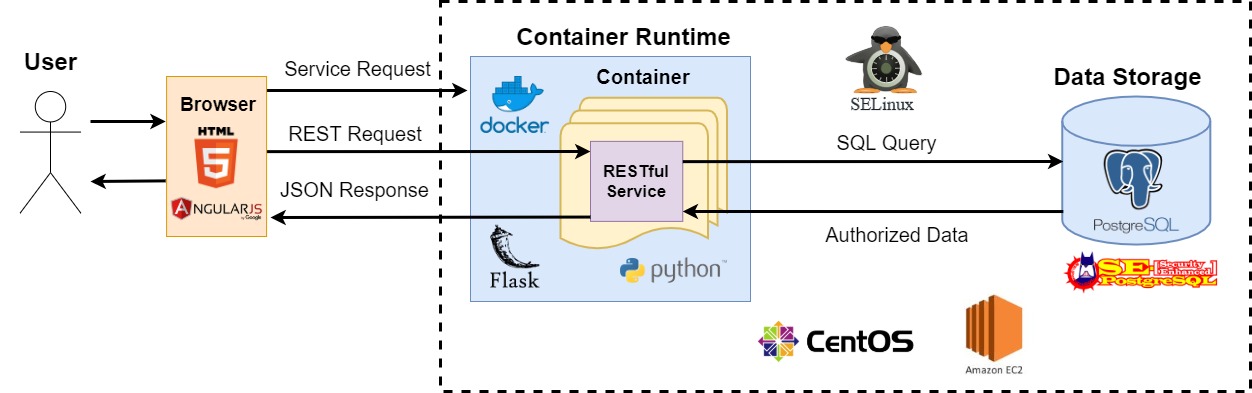 User
Browser
HTML
5
ANGULARJS
by Google
Service Request
REST Request
JSON Response
Container Runtime
docker
Container
RESTful
Service
Flask
python™
SELinux
SQL Query
Authorized Data
Data Storage
PostgreSQL
SE-[Security
Enhanced]
PostgreSQL
CentOS
Amazon EC2